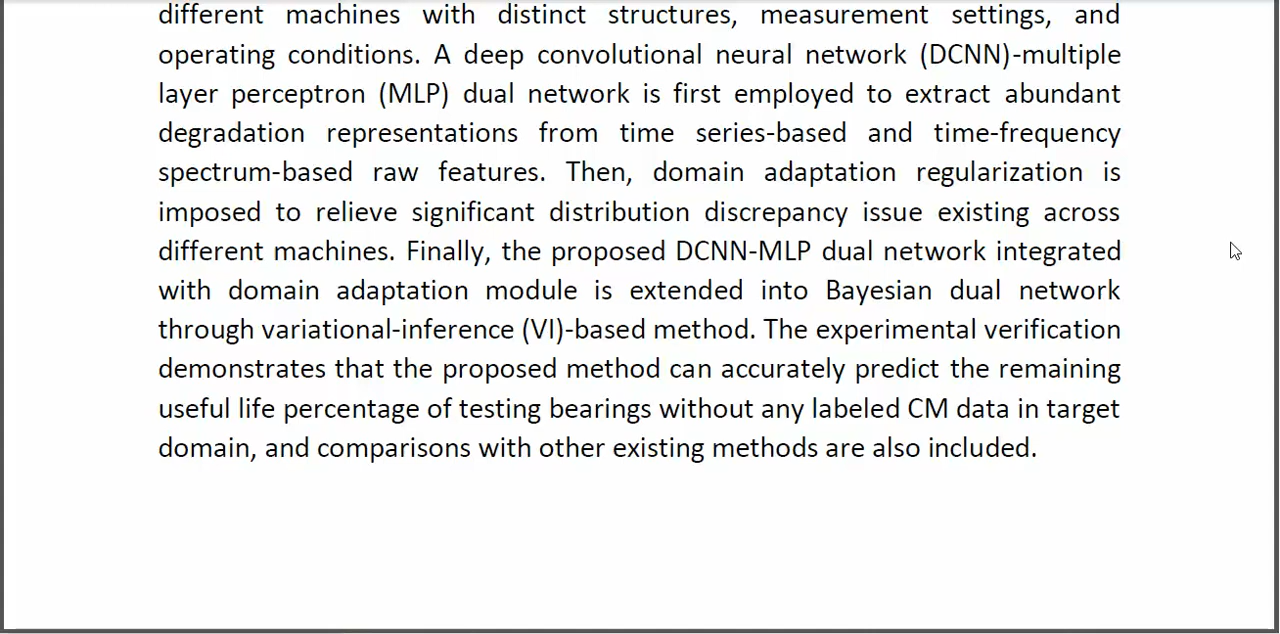 different machines with distinct structures, measurement settings, and
operating conditions. A deep convolutional neural network (DCNN)-multiple
layer perceptron (MLP) dual network is first employed to extract abundant
degradation representations from time series-based and time-frequency
spectrum-based raw features. Then, domain adaptation regularization is
imposed to relieve significant distribution discrepancy issue existing across
different machines. Finally, the proposed DCNN-MLP dual network integrated
with domain adaptation module is extended into Bayesian dual network
through variational-inference (VI)-based method. The experimental verification
demonstrates that the proposed method can accurately predict the remaining
useful life percentage of testing bearings without any labeled CM data in target
domain, and comparisons with other existing methods are also included.